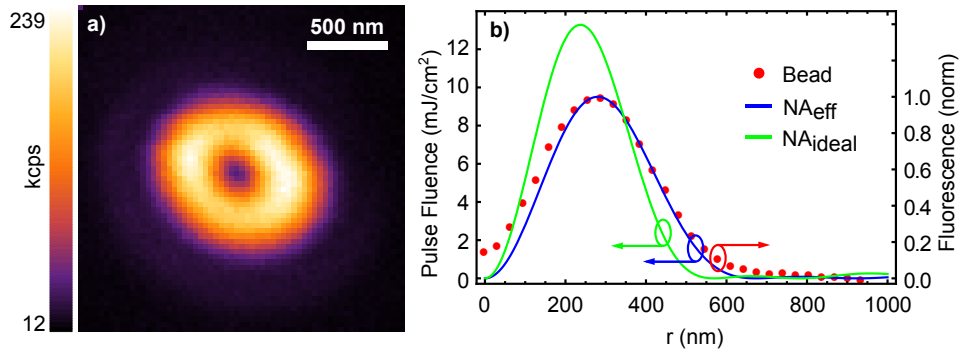 239
a)
500 nm
kcps
12
b)
Pulse Fluence (mJ/cm²)
12
10
8
6
4
2
0
Bead
NAeff
NAideal
1.0
0.8
0.6
0.4
0.2
0.0
Fluorescence (norm)
0 200 400 600 800 1000
r (nm)